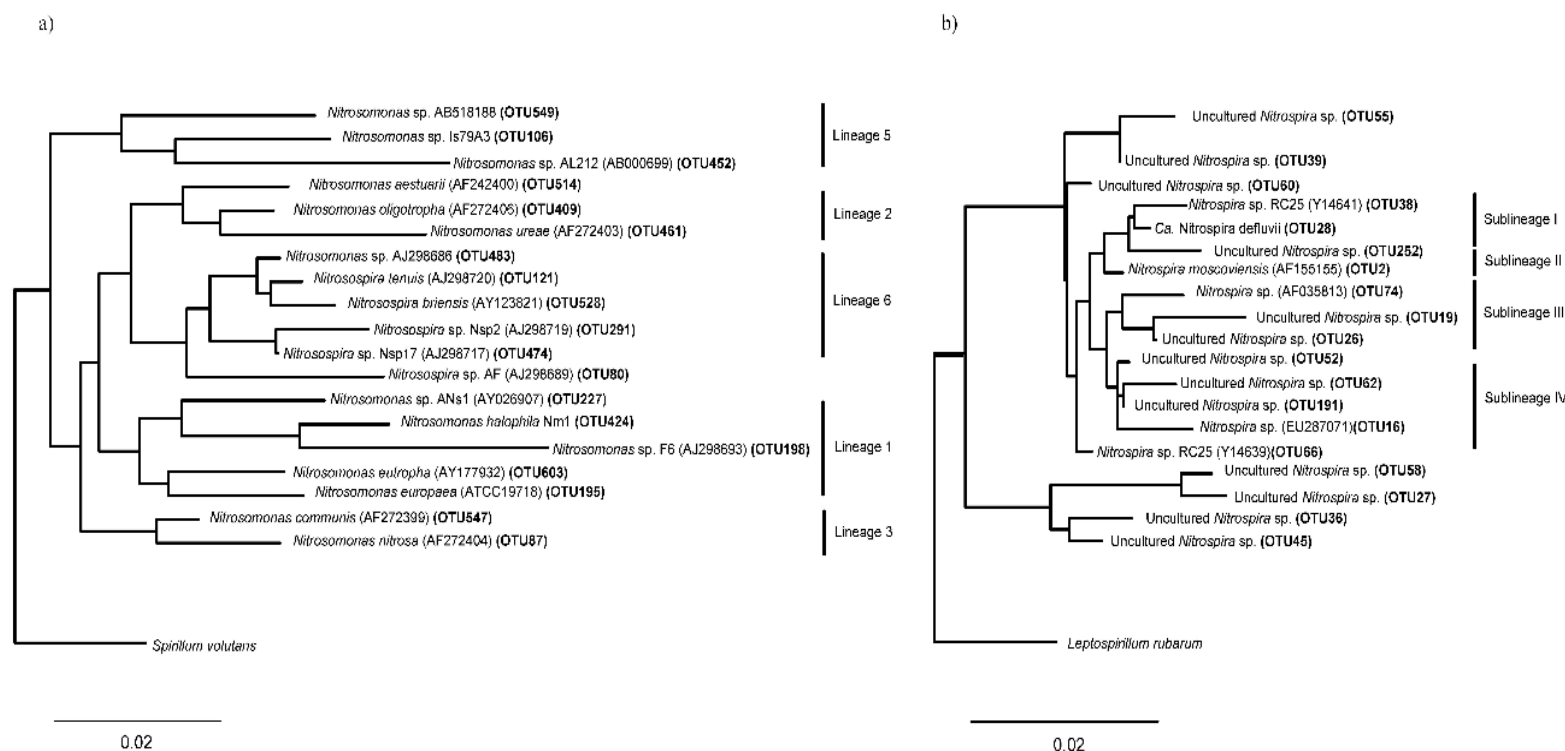 a)
Nitrosomonas sp. AB518188 (OTU549)
Nitrosomonas sp. Is79A3 (OTU106)
Nitrosomonas sp. AL212 (AB000699) (OTU452)
Lineage 5
Nitrosomonas aestuarii (AF242400) (OTU514)
Nitrosomonas oligotropha (AF272406) (OTU409)
Nitrosomonas ureae (AF272403) (OTU461)
Lineage 2
Nitrosomonas sp. AJ298686 (OTU483)
Nitrosospira tenuis (AJ298720) (OTU121)
Nitrosospira briensis (AY123821) (OTU528)
Nitrosospira sp. Nsp2 (AJ298719) (OTU291)
Nitrosospira sp. Nsp17 (AJ298717) (OTU474)
Nitrosospira sp. AF (AJ298689) (OTU80)
Lineage 6
Nitrosomonas sp. ANs1 (AY026907) (OTU227)
Nitrosomonas halophila Nm1 (OTU424)
Nitrosomonas sp. F6 (AJ298693) (OTU198)
Nitrosomonas eutropha (AY177932) (OTU603)
Nitrosomonas europaea (ATCC19718) (OTU195)
Lineage 1
Nitrosomonas communis (AF272399) (OTU547)
Nitrosomonas nitrosa (AF272404) (OTU87)
Lineage 3
Spirillum volutans
0.02
b)
Uncultured Nitrospira sp. (OTU55)
Uncultured Nitrospira sp. (OTU39)
Uncultured Nitrospira sp. (OTU60)
Nitrospira sp. RC25 (Y14641) (OTU38)
Ca. Nitrospira defluvii (OTU28)
Uncultured Nitrospira sp. (OTU252)
Sublineage I
Nitrospira moscoviensis (AF155155) (OTU2)
Sublineage II
Nitrospira sp. (AF035813) (OTU74)
Uncultured Nitrospira sp. (OTU19)
Uncultured Nitrospira sp. (OTU26)
Sublineage III
Uncultured Nitrospira sp. (OTU52)
Uncultured Nitrospira sp. (OTU62)
Uncultured Nitrospira sp. (OTU191)
Nitrospira sp. (EU287071)(OTU16)
Sublineage IV
Nitrospira sp. RC25 (Y14639)(OTU66)
Uncultured Nitrospira sp. (OTU58)
Uncultured Nitrospira sp. (OTU27)
Uncultured Nitrospira sp. (OTU36)
Uncultured Nitrospira sp. (OTU45)
Leptospirillum rubarum
0.02